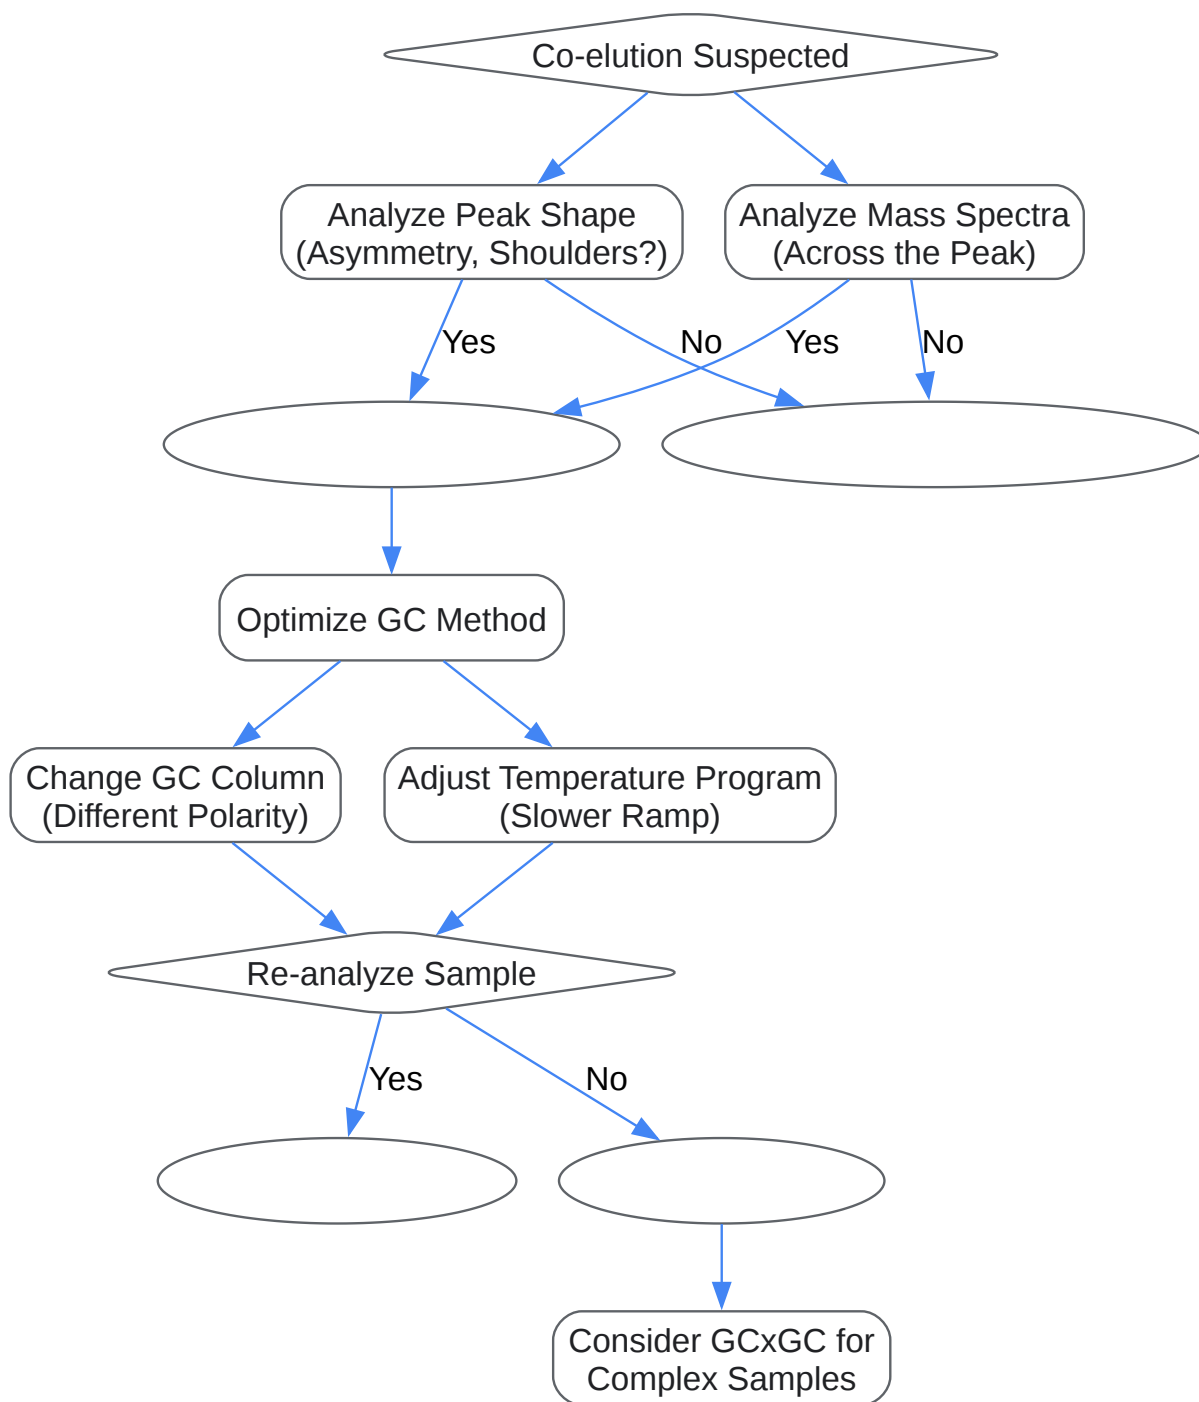 Co-elution Suspected
Analyze Peak Shape
(Asymmetry, Shoulders?)
Analyze Mass Spectra
(Across the Peak)
Yes
No
Yes
No
Optimize GC Method
Change GC Column
(Different Polarity)
Adjust Temperature Program
(Slower Ramp)
Re-analyze Sample
Yes
No
Consider GCxGC for
Complex Samples